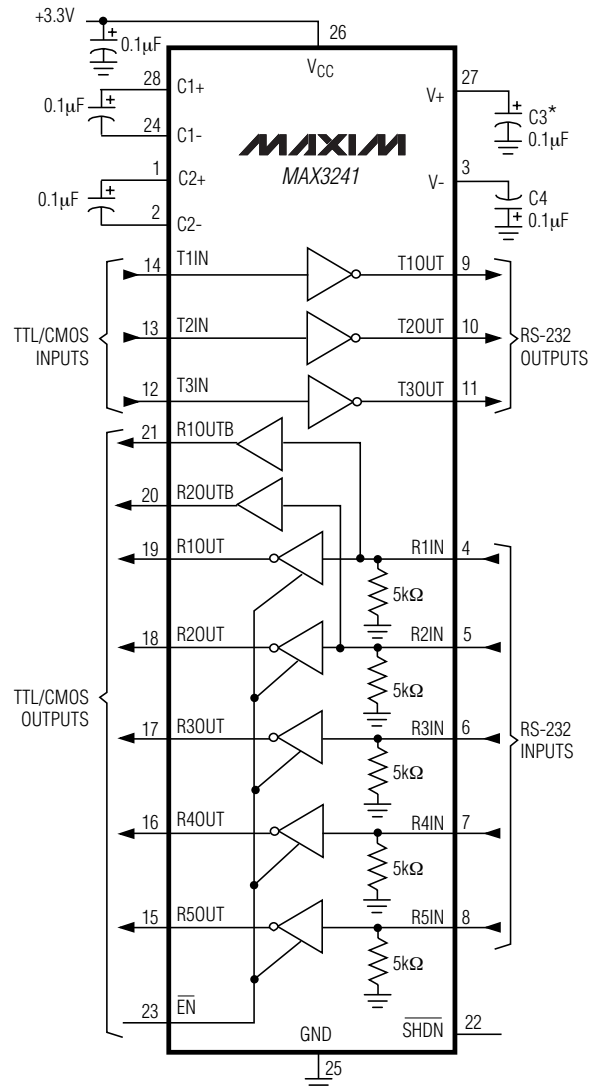 +3.3V
26
+
0.1µF
VCC
28
C1+
27
V+
+
0.1µF
+
C3*
0.1µF
24
C1-
MAXIM
MAX3241
1
C2+
3
V-
+
0.1µF
C4
+
0.1µF
2
C2-
14
T1IN
T1OUT
9
TTL/CMOS
INPUTS
13
T2IN
T2OUT
10
RS-232
OUTPUTS
12
T3IN
T3OUT
11
21
R1OUTB
20
R2OUTB
19
R1OUT
R1IN
4
5kΩ
18
R2OUT
R2IN
5
5kΩ
TTL/CMOS
OUTPUTS
17
R3OUT
R3IN
6
RS-232
INPUTS
5kΩ
16
R4OUT
R4IN
7
5kΩ
15
R5OUT
R5IN
8
5kΩ
23
EN
GND
SHDN
22
25